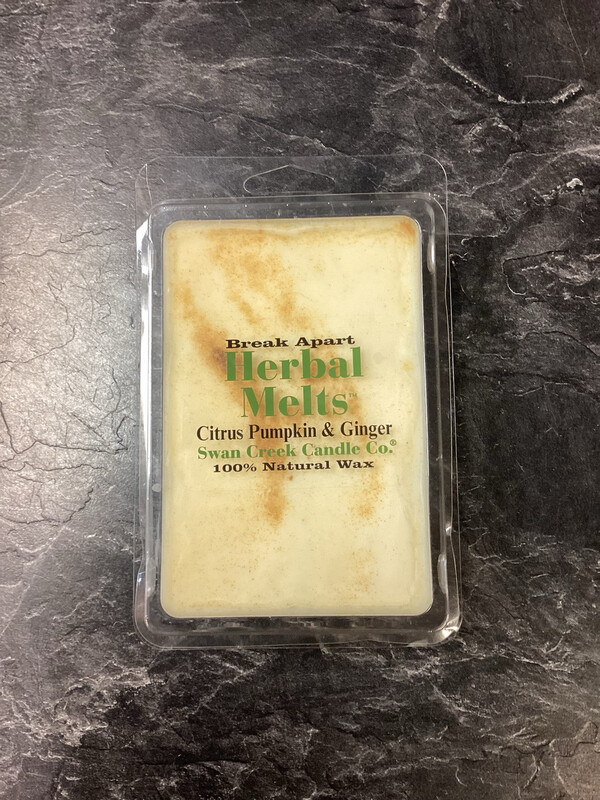 Break Apart
Herbal
Melts™
Citrus Pumpkin & Ginger
Swan Creek Candle Co.®
100% Natural Wax